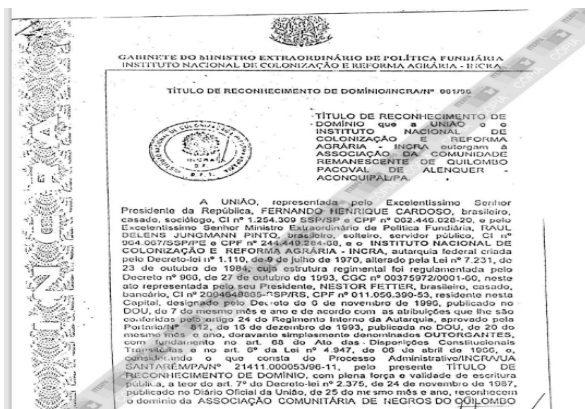 GABINETE DO MINISTRO EXTRAORDINÁRIO DE POLÍTICA FUNDIÁRIA
INSTITUTO NACIONAL DE COLONIZAÇÃO E REFORMA AGRÁRIA - INCRA
TÍTULO DE RECONHECIMENTO DE DOMÍNIO/INCRA/Nº 001/96
TÍTULO DE RECONHECIMENTO DE
DOMÍNIO que a UNIÃO e o
INSTITUTO NACIONAL DE
COLONIZAÇÃO E REFORMA
AGRÁRIA - INCRA outorgam à
ASSOCIAÇÃO DA COMUNIDADE
REMANESCENTE DE QUILOMBO
PACOVAL DE ALENQUER -
ACONQUIPAL/PA.
INCRA
A UNIÃO, representada pelo Excelentíssimo Senhor
Presidente da República, FERNANDO HENRIQUE CARDOSO, brasileiro,
casado, sociólogo, CI nº 1.254.309 SSP/SP e CPF nº 062.446.028-20, e pelo
Excelentíssimo Senhor Ministro Extraordinário de Política Fundiária, RAUL
BELENS JUNGMANN PINTO, brasileiro, solteiro, servidor público, CI nº
964.067/SSP/PE e CPF nº 244.449.284-68, e o INSTITUTO NACIONAL DE
COLONIZAÇÃO E REFORMA AGRÁRIA - INCRA, autarquia federal criada
pelo Decreto-lei nº 1.110, de 9 de julho de 1970, alterado pela Lei nº 7.231, de
23 de outubro de 1984, cuja estrutura regimental foi regulamentada pelo
Decreto nº 966, de 27 de outubro de 1993, CGC nº 00375972/0001-60, neste
ato representada pelo seu Presidente, NESTOR FETTER, brasileiro, casado,
bancário, CI nº SSP/RS, CPF nº 011.056.390-53, residente nesta
Capital, designado pelo Decreto de 6 de novembro de 1996, publicado no
DOU, de 7 do mesmo mês e ano e de acordo com as atribuições que lhe são
conferidas pelo artigo 24 do Regimento Interno da Autarquia, aprovado pela
Portaria/Nº 812, de 16 de dezembro de 1993, publicada no DOU, de 20 do
mesmo mês e ano, doravante simplesmente denominados OUTORGANTES,
com fundamento no art. 68 do Ato das Disposições Constitucionais
Transitórias e no art. 6º da Lei nº 4.947, de 06 de abril de 1966, e,
considerando o que consta do Processo Administrativo/INCRA/UA
SANTARÉM/PA/Nº 21411.000053/96-11, pelo presente TÍTULO DE
RECONHECIMENTO DE DOMÍNIO, com plena força e validade de escritura
pública, a teor do art. 7º do Decreto-lei nº 2.375, de 24 de novembro de 1987,
publicado no Diário Oficial da União, de 25 do mesmo mês e ano, reconhecem
o domínio da ASSOCIAÇÃO COMUNITÁRIA DE NEGROS DO QUILOMBO